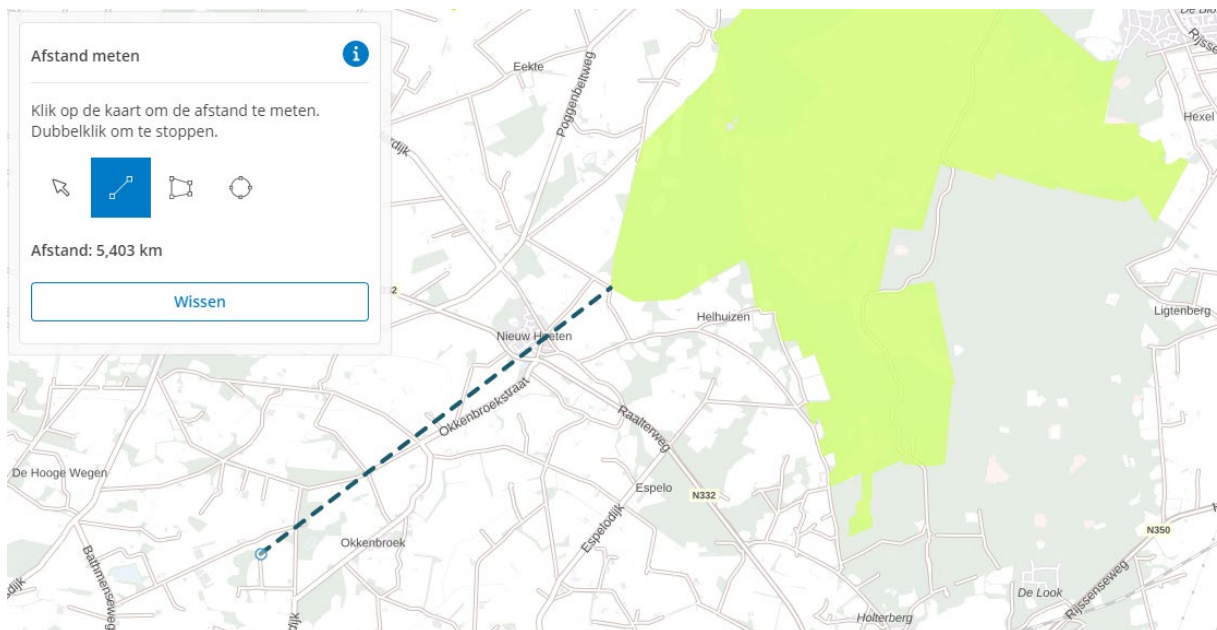 Afstand meten
Klik op de kaart om de afstand te meten.
Dubbelklik om te stoppen.
Afstand: 5,403 km
Wissen
Eekte
Poggenbeltweg
Hexel
Ligtenberg
Helhuizen
Nieuw Heeten
Okkenbroekstraat
Raalterweg
De Hooge Wegen
Espelo
N332
N350
Espelodijk
Okkenbroek
De Look
Rijssenseweg
Holterberg